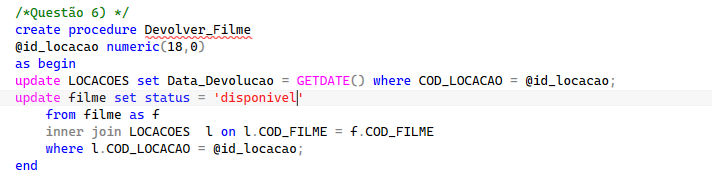 /*Questão 6) */
create procedure Devolver_Filme
@id_locacao numeric(18,0)
as begin
update LOCACOES set Data_Devolucao = GETDATE() where COD_LOCACAO = @id_locacao;
update filme set status = 'disponivel'
from filme as f
inner join LOCACOES  l on l.COD_FILME = f.COD_FILME
where l.COD_LOCACAO = @id_locacao;
end